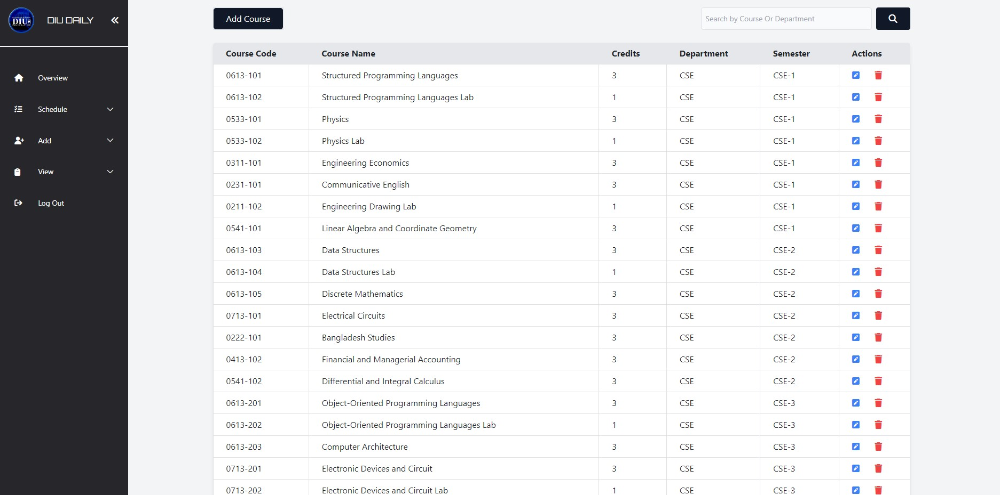 DIU
DIU DAILY
Overview
Schedule
Add
View
Log Out
Add Course
Search by Course Or Department
Course Code Course Name Credits Department Semester Actions
0613-101 Structured Programming Languages 3 CSE CSE-1
0613-102 Structured Programming Languages Lab 1 CSE CSE-1
0533-101 Physics 3 CSE CSE-1
0533-102 Physics Lab 1 CSE CSE-1
0311-101 Engineering Economics 3 CSE CSE-1
0231-101 Communicative English 3 CSE CSE-1
0211-102 Engineering Drawing Lab 1 CSE CSE-1
0541-101 Linear Algebra and Coordinate Geometry 3 CSE CSE-1
0613-103 Data Structures 3 CSE CSE-2
0613-104 Data Structures Lab 1 CSE CSE-2
0613-105 Discrete Mathematics 3 CSE CSE-2
0713-101 Electrical Circuits 3 CSE CSE-2
0222-101 Bangladesh Studies 3 CSE CSE-2
0413-102 Financial and Managerial Accounting 3 CSE CSE-2
0541-102 Differential and Integral Calculus 3 CSE CSE-2
0613-201 Object-Oriented Programming Languages 3 CSE CSE-3
0613-202 Object-Oriented Programming Languages Lab 1 CSE CSE-3
0613-203 Computer Architecture 3 CSE CSE-3
0713-201 Electronic Devices and Circuit 3 CSE CSE-3
0713-202 Electronic Devices and Circuit Lab 1 CSE CSE-3